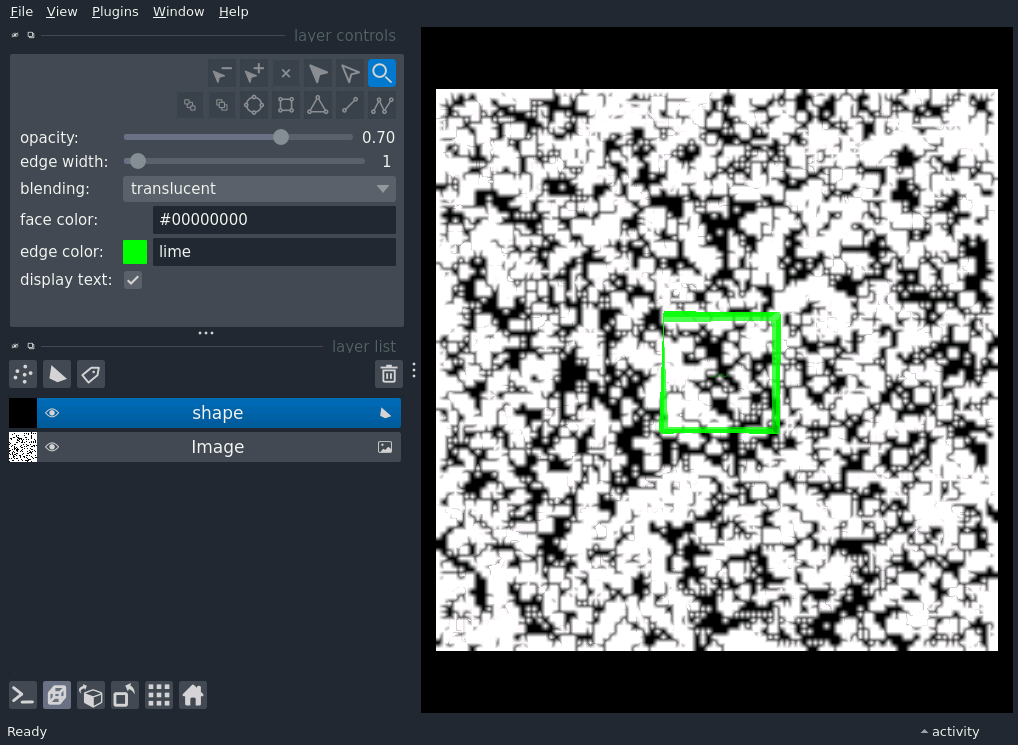 File View Plugins Window Help
layer controls
opacity: 0.70
edge width: 1
blending: translucent
face color: #00000000
edge color: lime
display text:
layer list
shape
Image
Ready activity